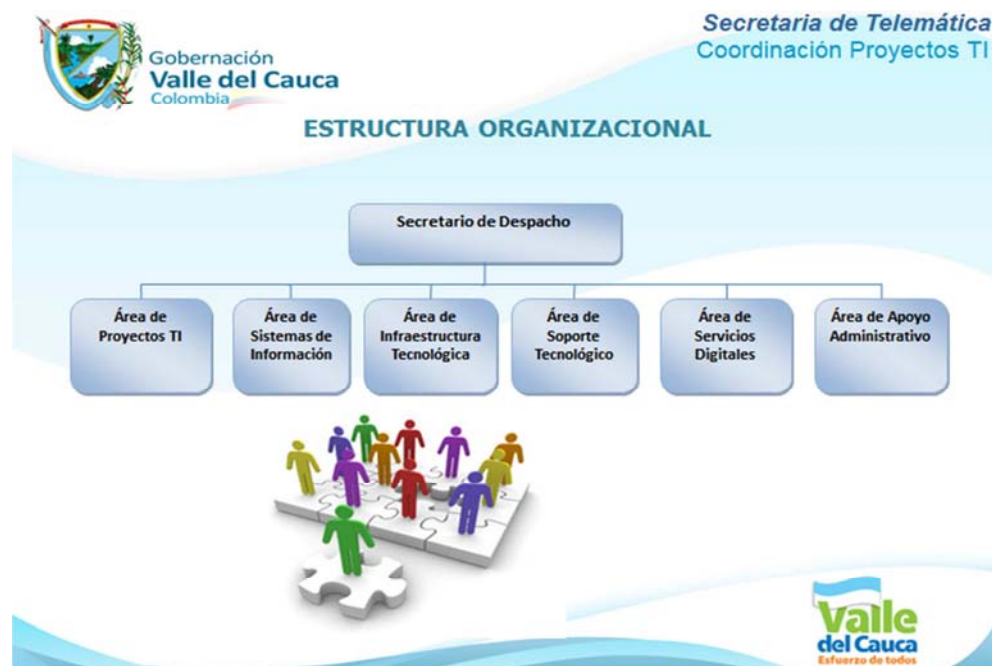 Gobernación
Valle del Cauca
Colombia
Secretaria de Telemática
Coordinación Proyectos TI
ESTRUCTURA ORGANIZACIONAL
Secretario de Despacho
Área de
Proyectos TI
Área de
Sistemas de
Información
Área de
Infraestructura
Tecnológica
Área de
Soporte
Tecnológico
Área de
Servicios
Digitales
Área de Apoyo
Administrativo
Valle
del Cauca
Esfuerzo de todos